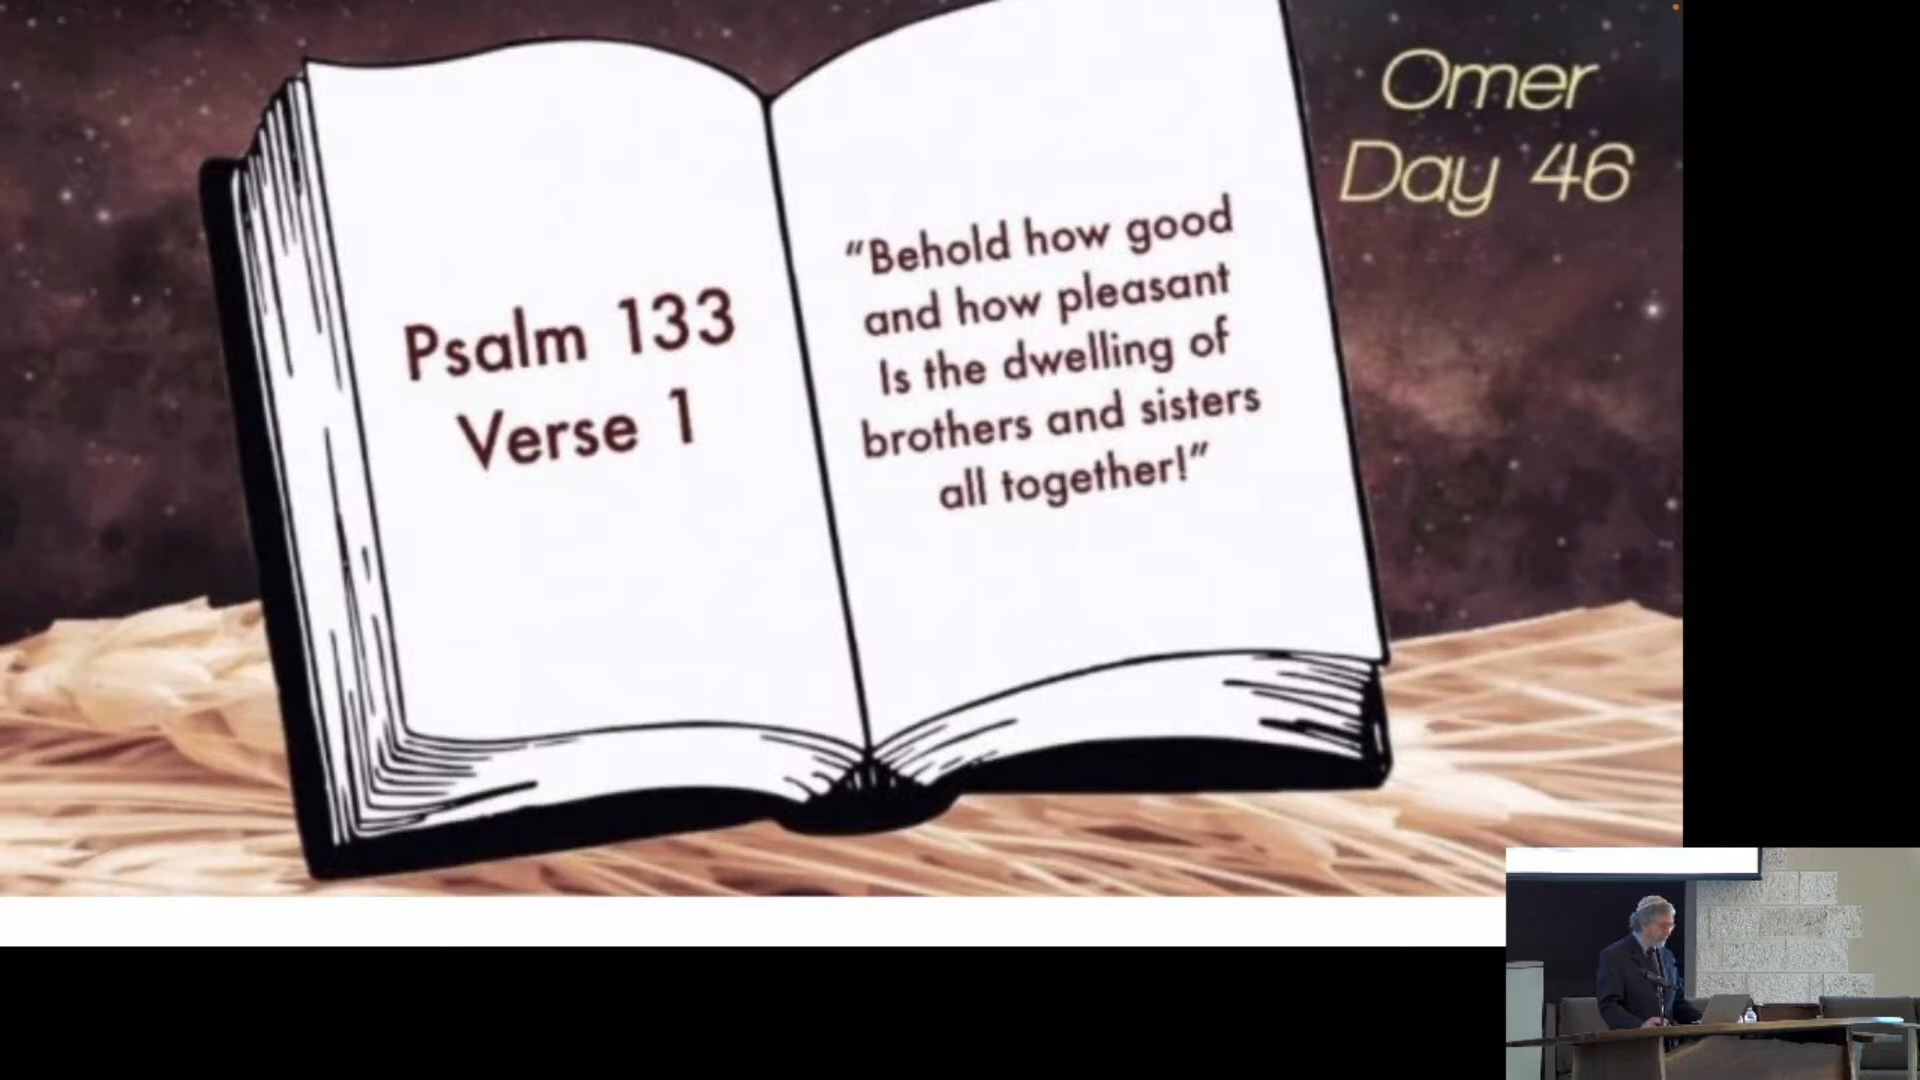 Omer
Day 46
Psalm 133
Verse 1
“Behold how good
and how pleasant
Is the dwelling of
brothers and sisters
all together!”